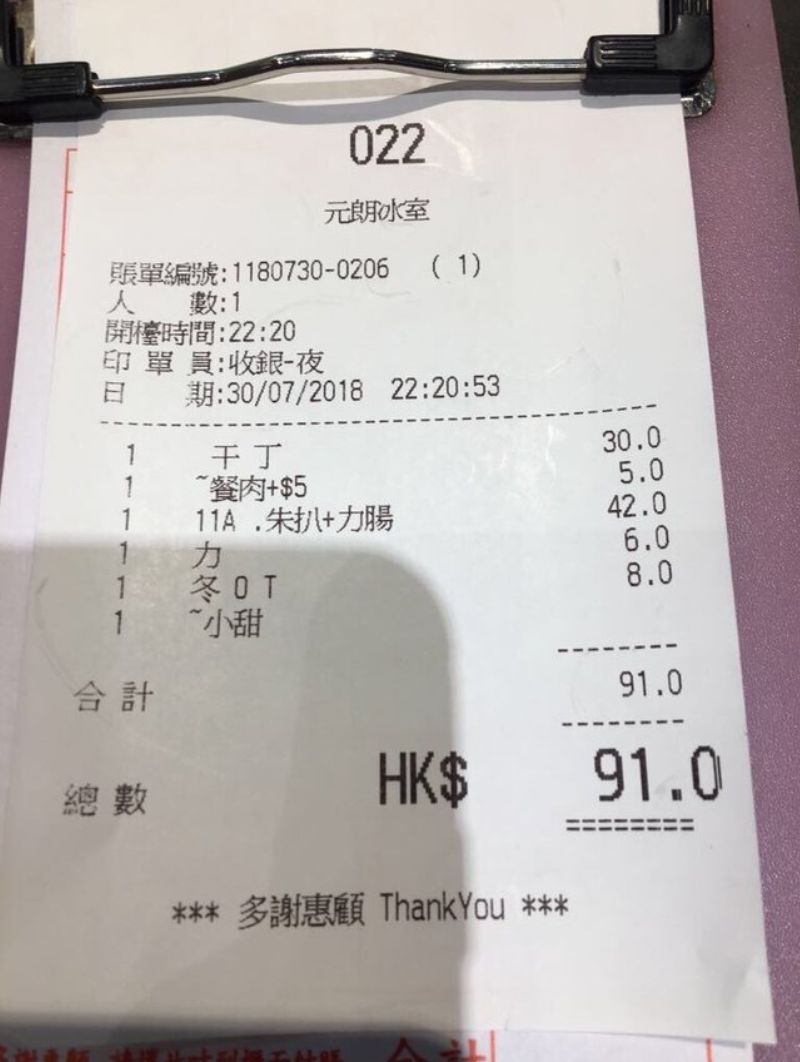 022
元朗冰室
賬單編號:1180730-0206 ( 1)
人 數:1
開檯時間:22:20
印 單 員:收銀-夜
日 期:30/07/2018 22:20:53
1 干 丁 30.0
1 ~餐肉+$5 5.0
1 11A .朱扒+力腸 42.0
1 力 6.0
1 冬 O T 8.0
1 ~小甜
合 計 91.0
總 數 HK$ 91.0
*** 多謝惠顧 ThankYou ***
合計